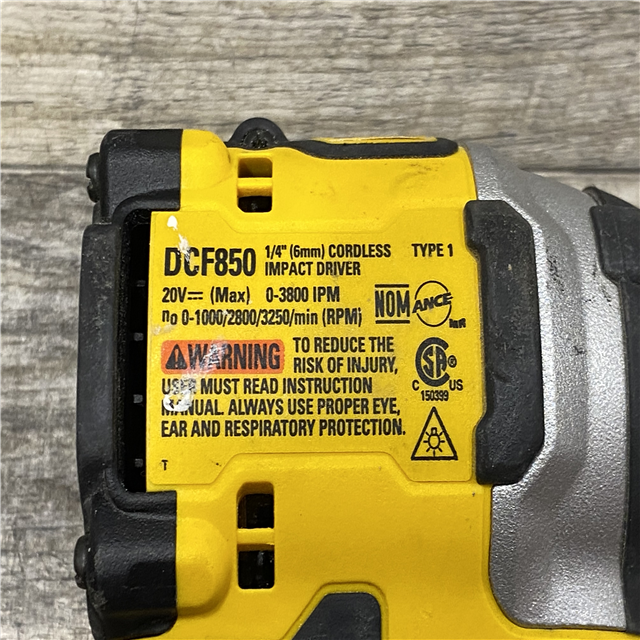 DCF850 1/4" (6mm) CORDLESS TYPE 1
IMPACT DRIVER
20V⎓ (Max) 0-3800 IPM
n₀ 0-1000/2800/3250/min (RPM)
NOM ANCE
MR
WARNING TO REDUCE THE
RISK OF INJURY,
USER MUST READ INSTRUCTION
MANUAL. ALWAYS USE PROPER EYE,
EAR AND RESPIRATORY PROTECTION.
SA ®
C US
150399
T